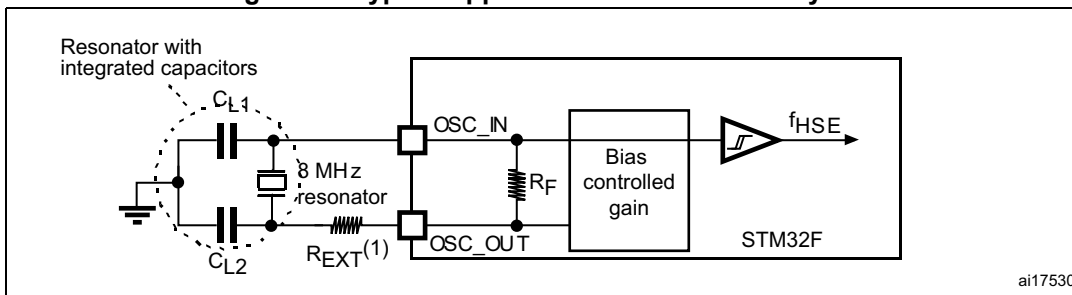 Resonator with
integrated capacitors
CL1
OSC_IN
fHSE
8 MHz
resonator
RF
Bias
controlled
gain
OSC_OUT
STM32F
REXT(1)
CL2
ai17530